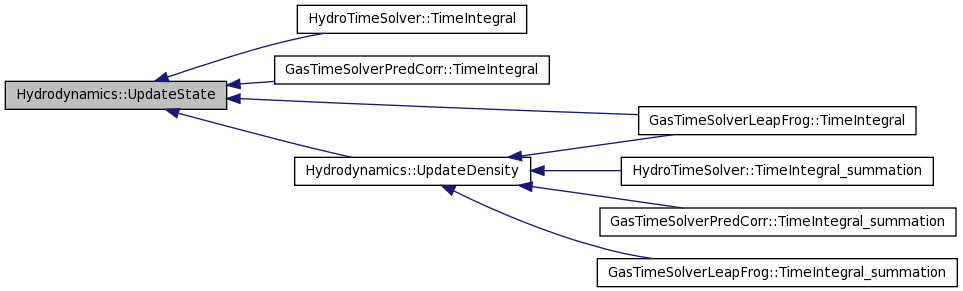 HydroTimeSolver::TimeIntegral
GasTimeSolverPredCorr::TimeIntegral
Hydrodynamics::UpdateState
GasTimeSolverLeapFrog::TimeIntegral
Hydrodynamics::UpdateDensity
HydroTimeSolver::TimeIntegral_summation
GasTimeSolverPredCorr::TimeIntegral_summation
GasTimeSolverLeapFrog::TimeIntegral_summation